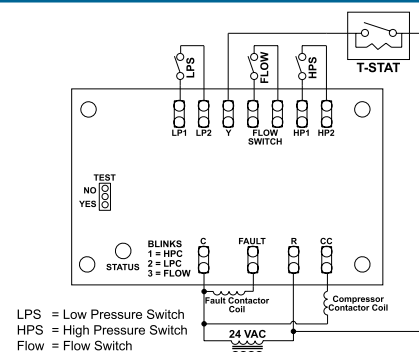 LPS
FLOW
HPS
T-STAT
LP1 LP2 Y FLOW SWITCH HP1 HP2
TEST
NO
YES
STATUS
BLINKS
1 = HPC
2 = LPC
3 = FLOW
C FAULT R CC
Fault Contactor
Coil
Compressor
Contactor Coil
24 VAC
LPS = Low Pressure Switch
HPS = High Pressure Switch
Flow = Flow Switch